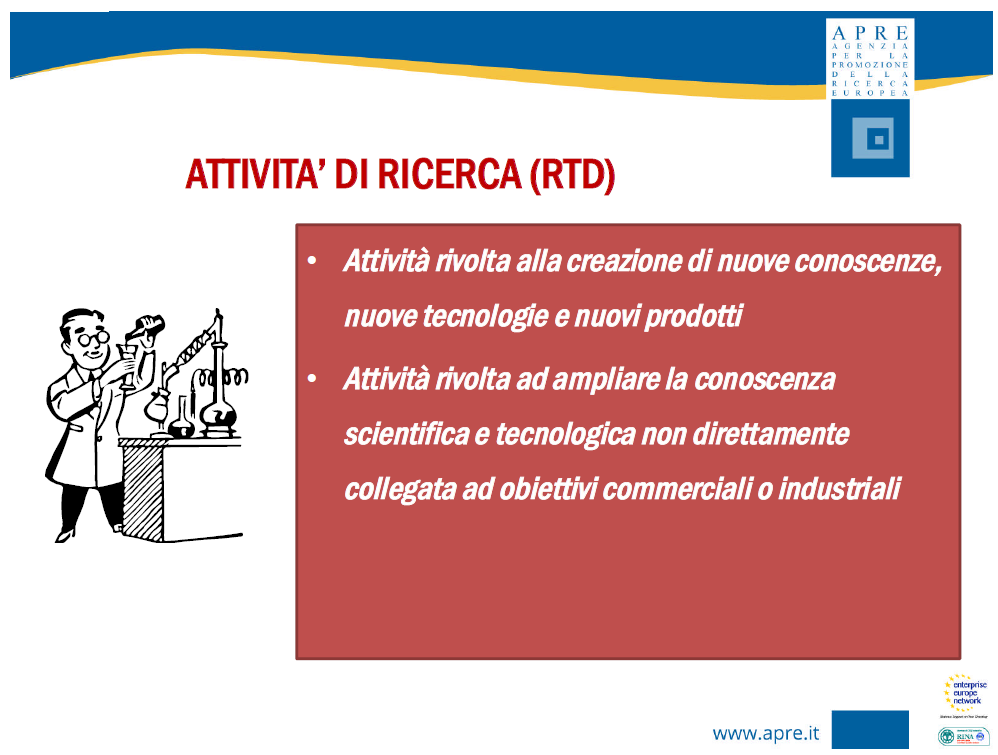 APRE
AGENZIA
PER LA
PROMOZIONE
DELLA
RICERCA
EUROPEA
ATTIVITA’ DI RICERCA (RTD)
• Attività rivolta alla creazione di nuove conoscenze,
nuove tecnologie e nuovi prodotti
• Attività rivolta ad ampliare la conoscenza
scientifica e tecnologica non direttamente
collegata ad obiettivi commerciali o industriali
enterprise
europe
network
www.apre.it
RINA